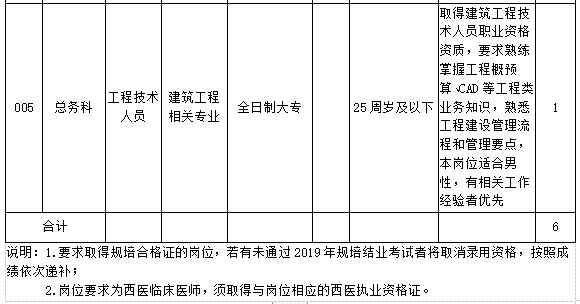 005
总务科
工程技术
人员
建筑工程
相关专业
全日制大专
25周岁及以下
取得建筑工程技
术人员职业资格
资质，要求熟练
掌握工程概预
算、CAD 等工程类
业务知识，熟悉
工程建设管理流
程和管理要点，
本岗位适合男
性，有相关工作
经验者优先
1
合计
6
说明：1.要求取得规培合格证的岗位，若有未通过 2019 年规培结业考试者将取消录用资格，按照成
绩依次递补；
2.岗位要求为西医临床医师，须取得与岗位相应的西医执业资格证。